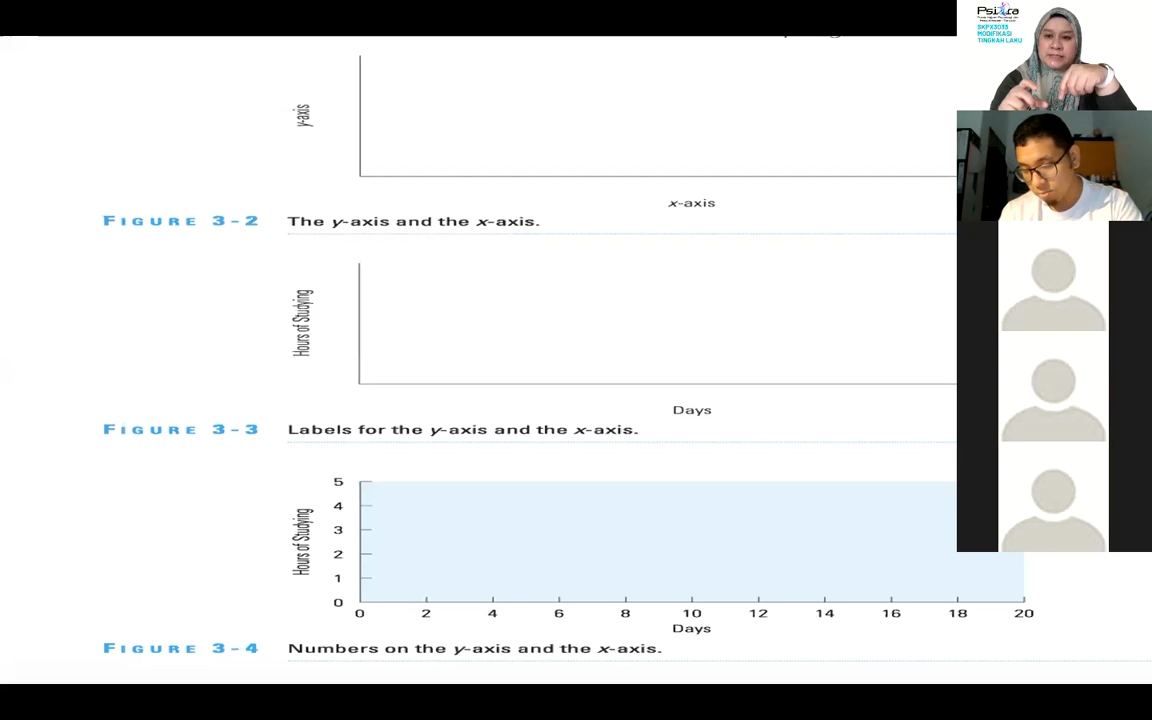 Psikra
SKPX3033
MODIFIKASI
TINGKAH LAKU
y-axis
x-axis
FIGURE 3-2 The y-axis and the x-axis.
Hours of Studying
Days
FIGURE 3-3 Labels for the y-axis and the x-axis.
5
4
3
2
1
0
Hours of Studying
0 2 4 6 8 10 12 14 16 18 20
Days
FIGURE 3-4 Numbers on the y-axis and the x-axis.